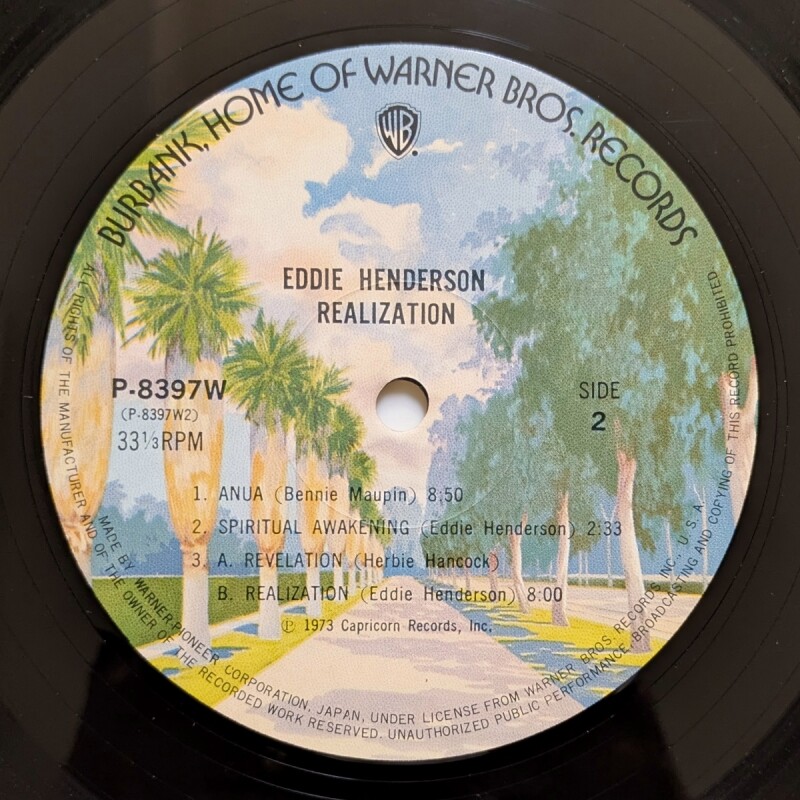 BURBANK, HOME OF WARNER BROS. RECORDS
WB
EDDIE HENDERSON
REALIZATION
P-8397W
(P-8397W2)
33⅓RPM
SIDE
2
1. ANUA (Bennie Maupin) 8:50
2. SPIRITUAL AWAKENING (Eddie Henderson) 2:33
3. A. REVELATION (Herbie Hancock)
B. REALIZATION (Eddie Henderson) 8:00
℗ 1973 Capricorn Records, Inc.
MADE BY WARNER-PIONEER CORPORATION, JAPAN, UNDER LICENSE FROM WARNER BROS. RECORDS INC., U.S.A
ALL RIGHTS OF THE MANUFACTURER AND OF THE OWNER OF THE RECORDED WORK RESERVED. UNAUTHORIZED PUBLIC PERFORMANCE, BROADCASTING AND COPYING OF THIS RECORD PROHIBITED